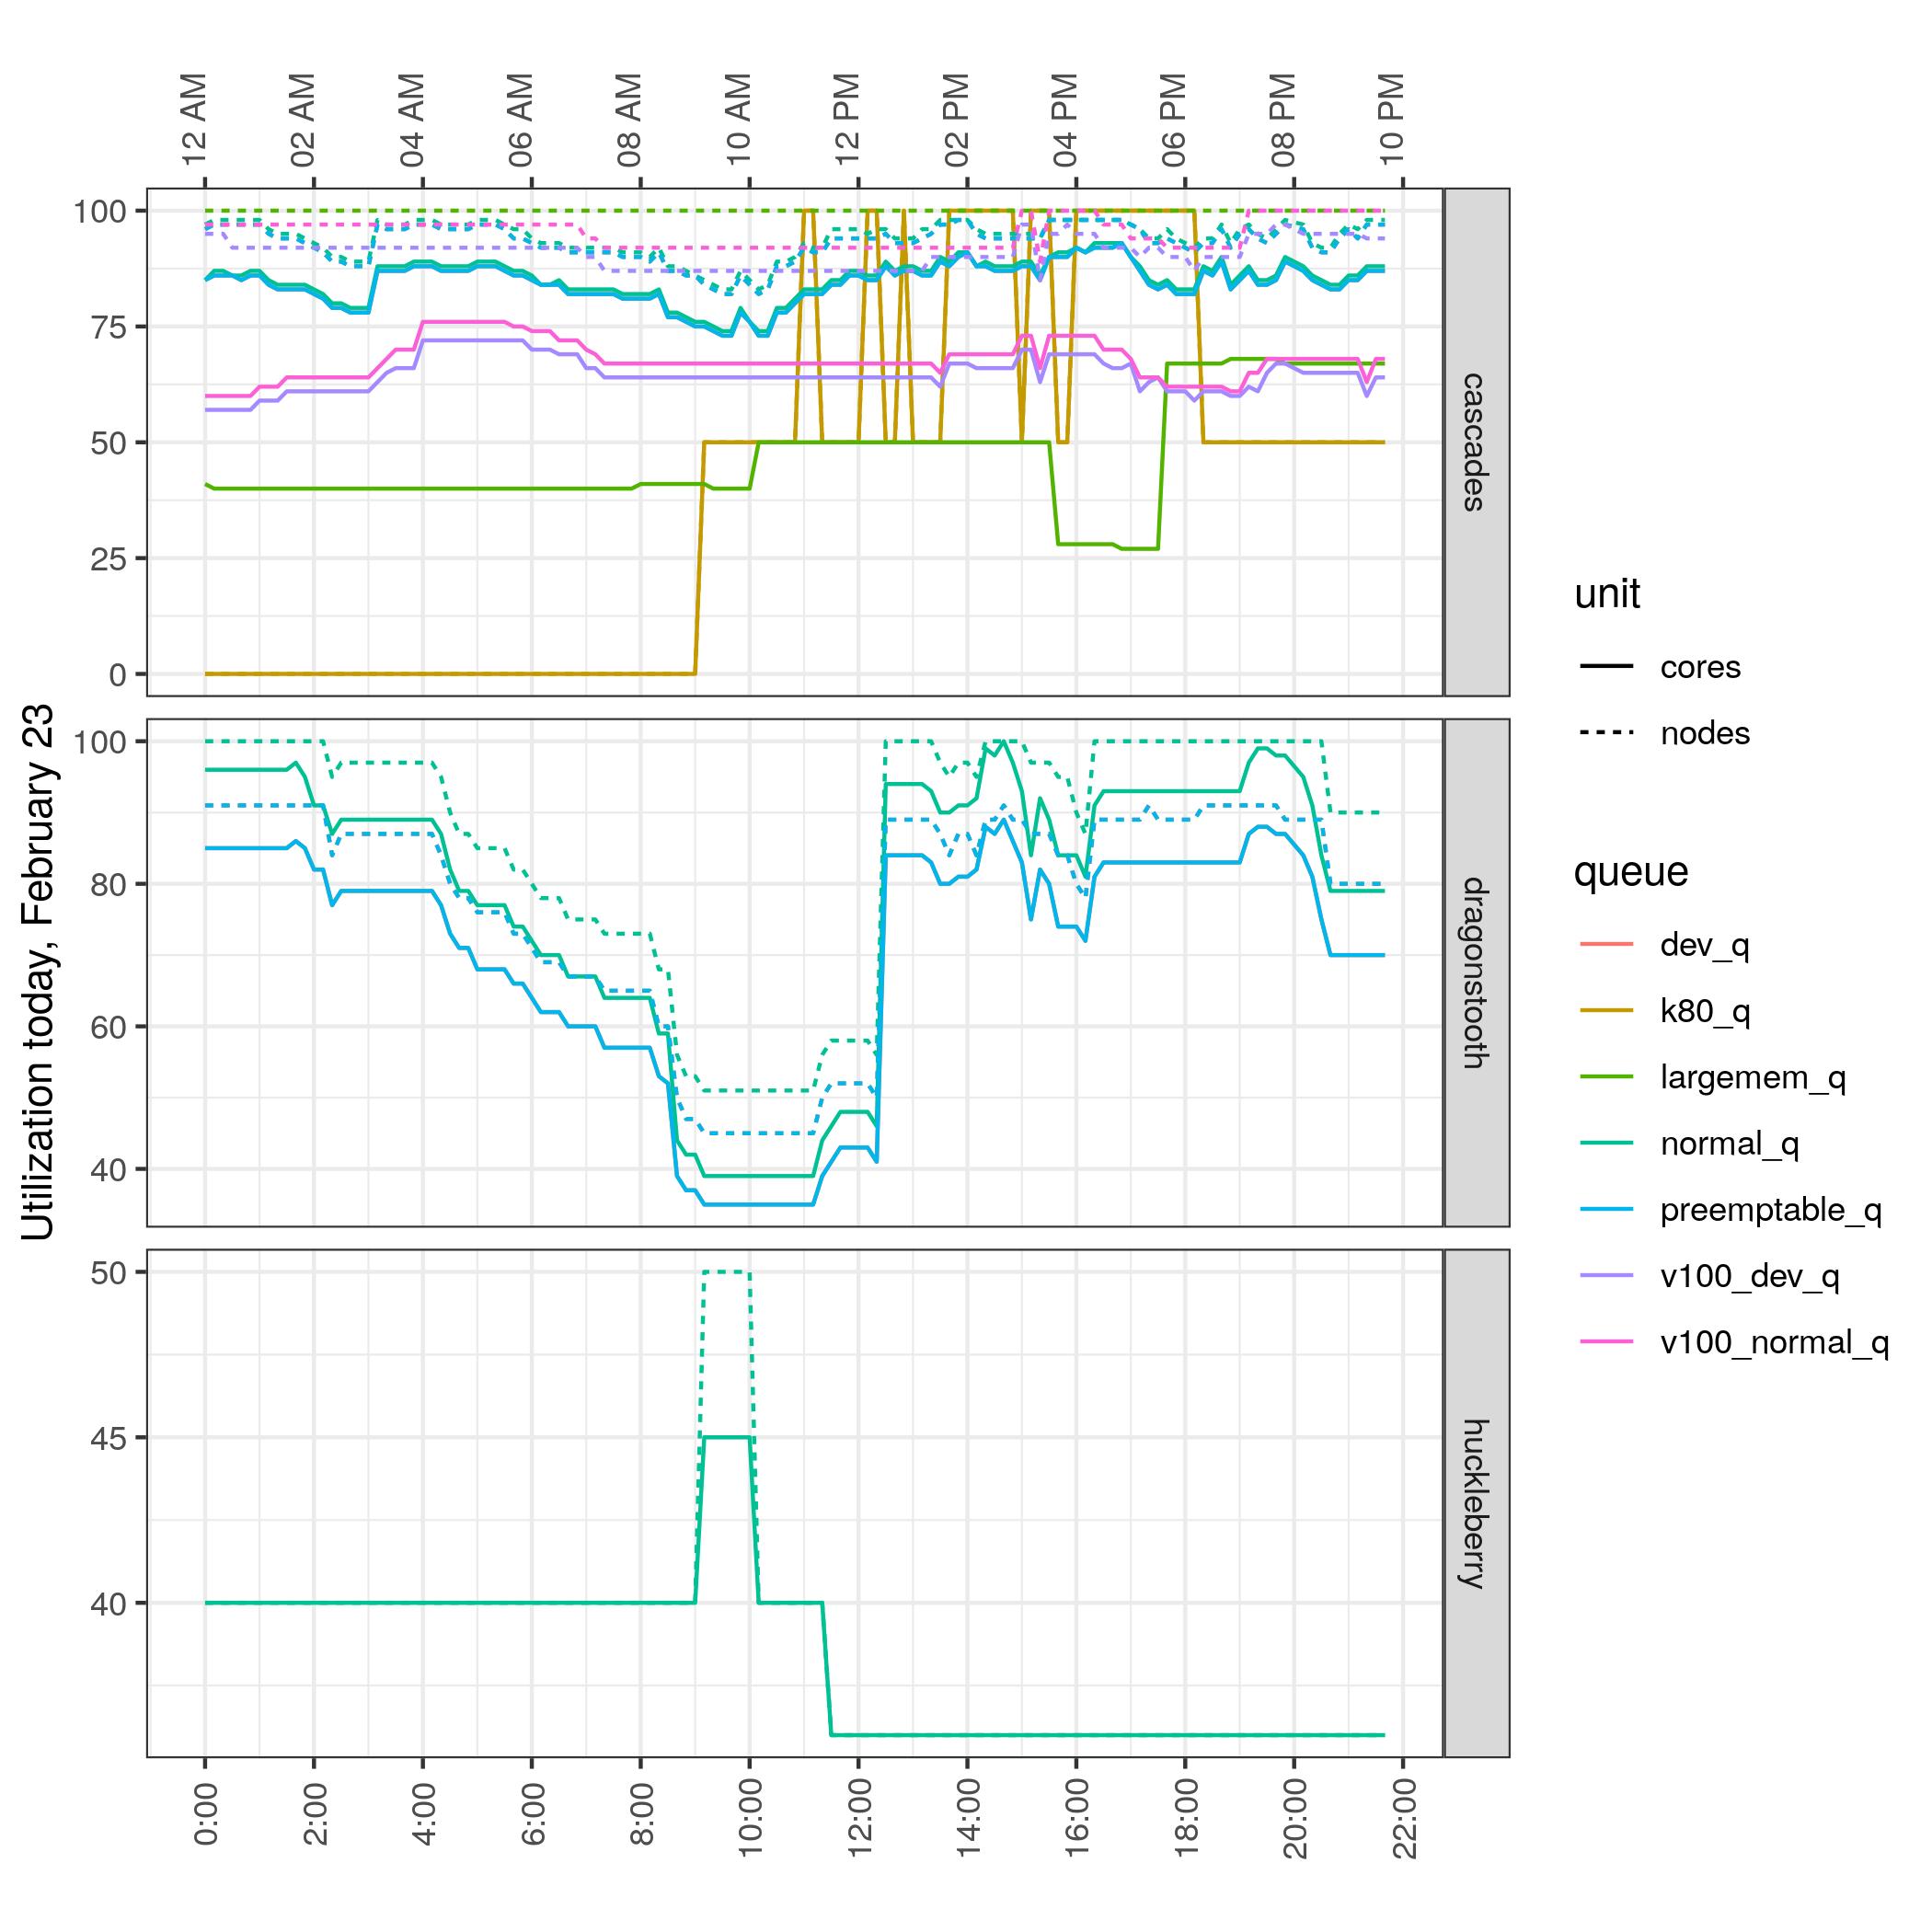 12 AM
02 AM
04 AM
06 AM
08 AM
10 AM
12 PM
02 PM
04 PM
06 PM
08 PM
10 PM
Utilization today, February 23
100
75
50
25
0
cascades
100
80
60
40
dragonstooth
50
45
40
huckleberry
0:00
2:00
4:00
6:00
8:00
10:00
12:00
14:00
16:00
18:00
20:00
22:00
unit
cores
nodes
queue
dev_q
k80_q
largemem_q
normal_q
preemptable_q
v100_dev_q
v100_normal_q